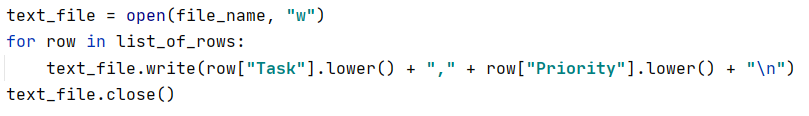 text_file = open(file_name, "w")
for row in list_of_rows:
    text_file.write(row["Task"].lower() + "," + row["Priority"].lower() + "\n")
text_file.close()